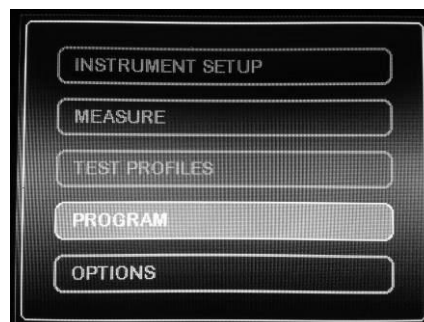 INSTRUMENT SETUP
MEASURE
TEST PROFILES
PROGRAM
OPTIONS